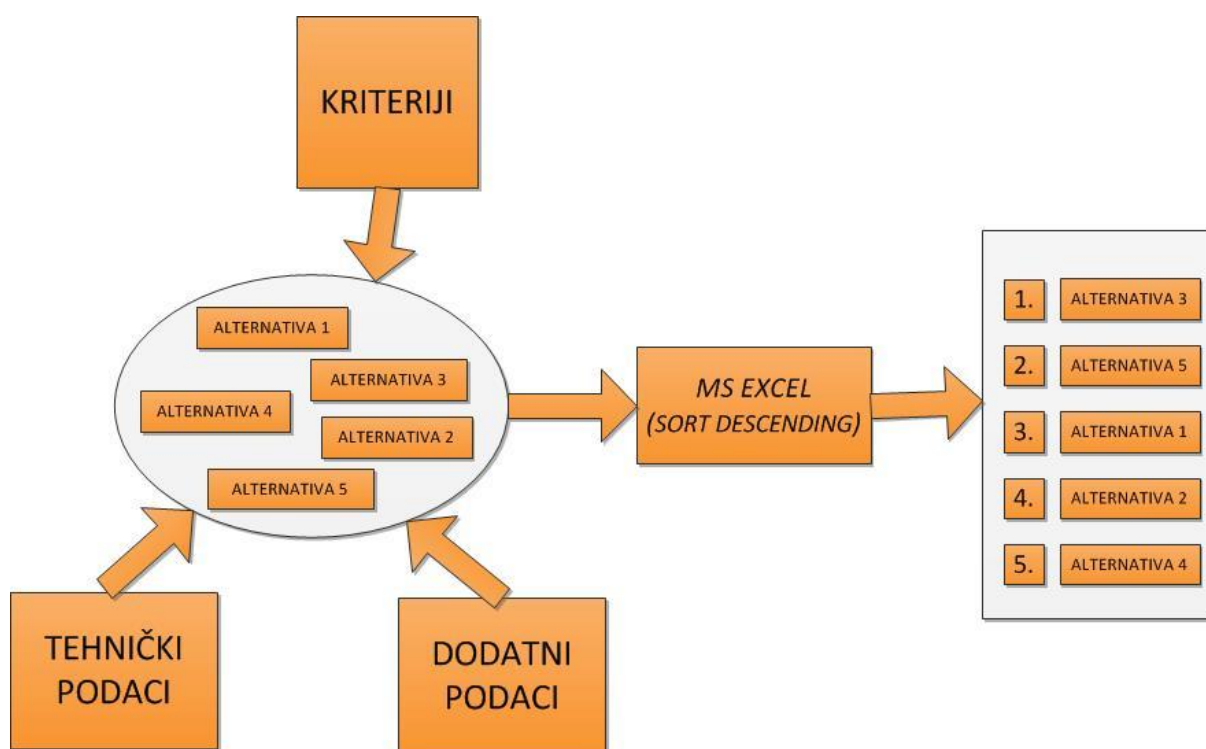 KRITERIJI
ALTERNATIVA 1
ALTERNATIVA 3
ALTERNATIVA 4
ALTERNATIVA 2
ALTERNATIVA 5
TEHNIČKI
PODACI
DODATNI
PODACI
MS EXCEL
(SORT DESCENDING)
1. ALTERNATIVA 3
2. ALTERNATIVA 5
3. ALTERNATIVA 1
4. ALTERNATIVA 2
5. ALTERNATIVA 4